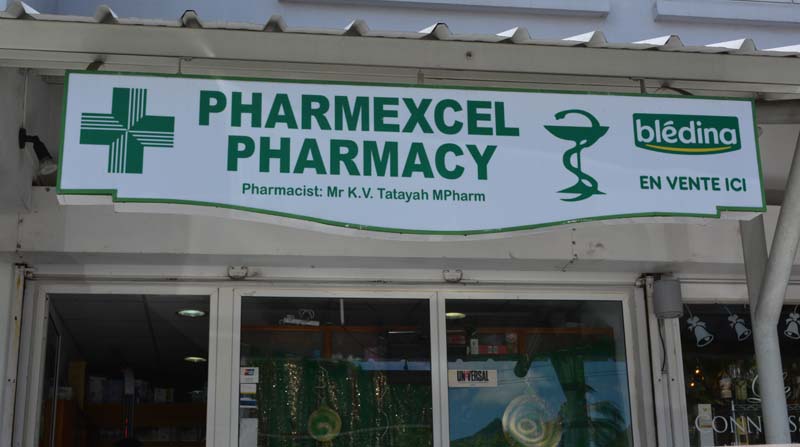 PHARMEXCEL
PHARMACY
Pharmacist: Mr K.V. Tatayah MPharm
blédina
EN VENTE ICI
UNIVERSAL